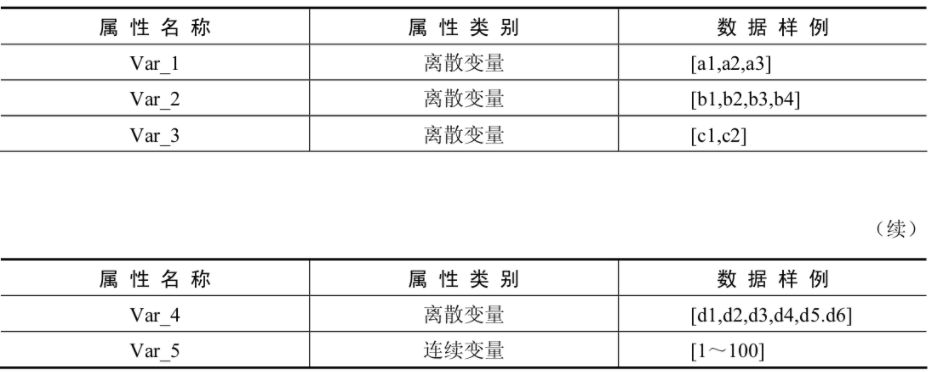 属性名称 属性类别 数据样例
Var_1 离散变量 [a1,a2,a3]
Var_2 离散变量 [b1,b2,b3,b4]
Var_3 离散变量 [c1,c2]
（续）
属性名称 属性类别 数据样例
Var_4 离散变量 [d1,d2,d3,d4,d5.d6]
Var_5 连续变量 [1～100]